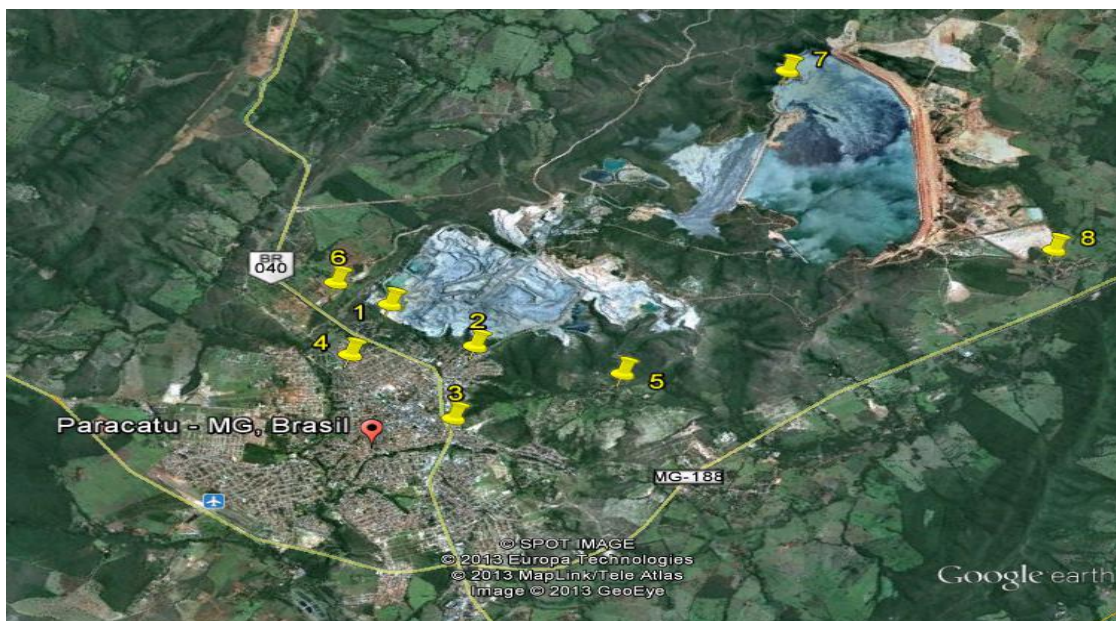 7
8
BR
040
6
1
2
4
5
3
Paracatu - MG, Brasil
MG-188
© SPOT IMAGE
© 2013 Europa Technologies
© 2013 MapLink/Tele Atlas
Image © 2013 GeoEye
Google earth